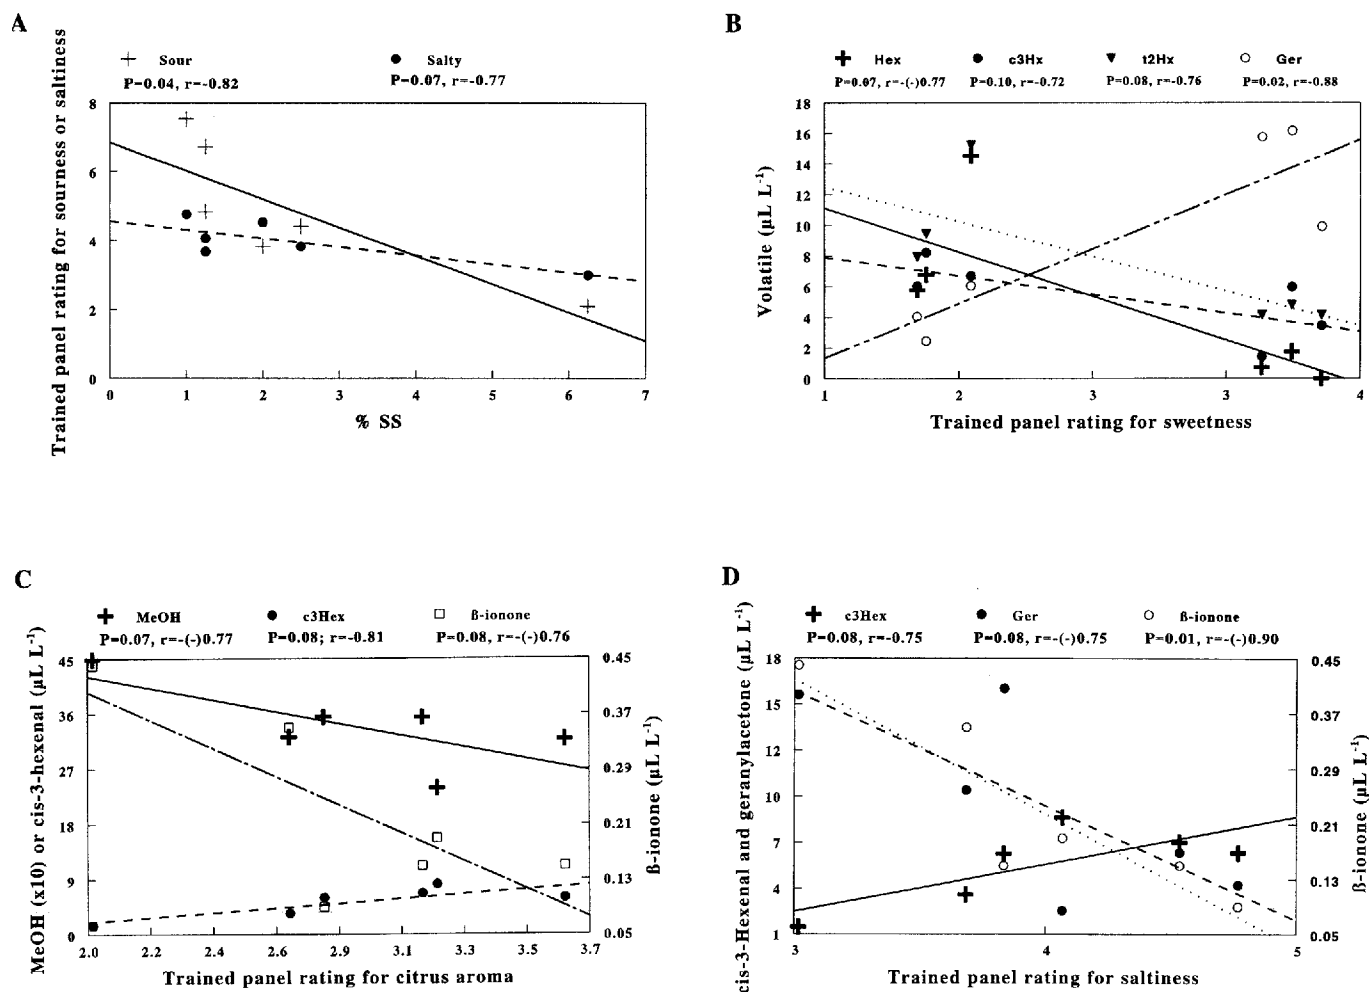 A
Sour
Salty
P=0.04, r=-0.82
P=0.07, r=-0.77
Trained panel rating for sourness or saltiness
8
6
4
2
0
0 1 2 3 4 5 6 7
% SS
B
Hex c3Hx t2Hx Ger
P=0.07, r=-(-)0.77 P=0.10, r=-0.72 P=0.08, r=-0.76 P=0.02, r=-0.88
Volatile (µL L-1)
18
16
14
12
10
8
6
4
2
0
1 2 3 3 4
Trained panel rating for sweetness
C
MeOH c3Hex ß-ionone
P=0.07, r=-(-)0.77 P=0.08; r=-0.81 P=0.08, r=-(-)0.76
MeOH (x10) or cis-3-hexenal (µL L-1)
45
36
27
18
9
0
0.45
0.37
0.29
0.21
0.13
0.05
ß-ionone (µL L-1)
2.0 2.2 2.4 2.6 2.9 3.1 3.3 3.5 3.7
Trained panel rating for citrus aroma
D
c3Hex Ger ß-ionone
P=0.08, r=-0.75 P=0.08, r=-(-)0.75 P=0.01, r=-(-)0.90
cis-3-Hexenal and geranylacetone (µL L-1)
18
15
12
10
7
4
1
0.45
0.37
0.29
0.21
0.13
0.05
ß-ionone (µL L-1)
3 4 5
Trained panel rating for saltiness